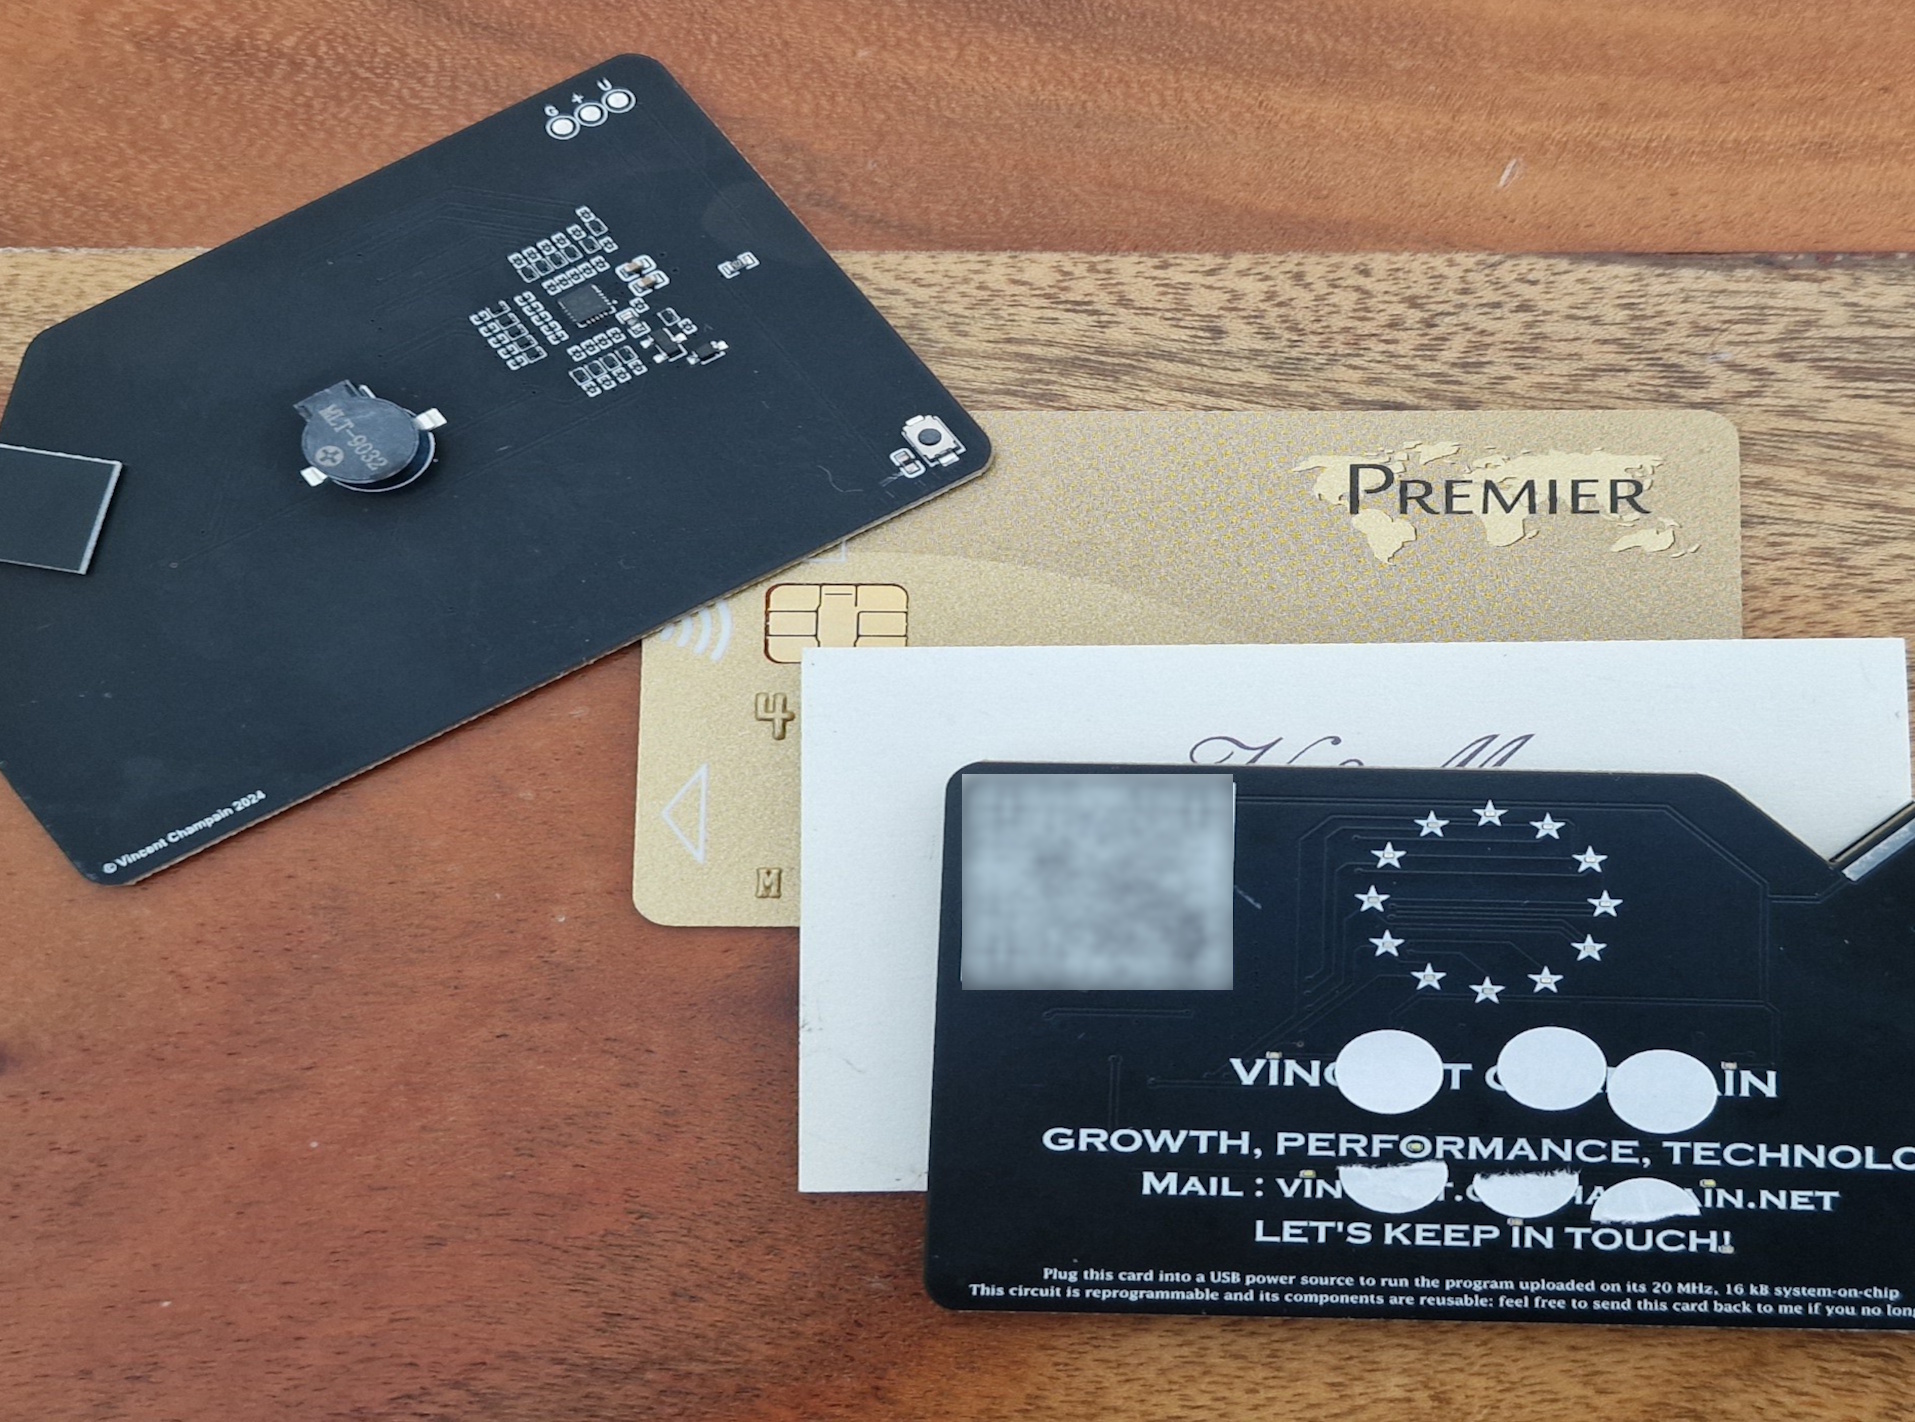 G + U
MLT-9032
© Vincent Champain 2024
PREMIER
4
M
GROWTH, PERFORMANCE, TECHNOLO
MAIL :
LET'S KEEP IN TOUCH!
Plug this card into a USB power source to run the program uploaded on its 20 MHz, 16 kB system-on-chip
This circuit is reprogrammable and its components are reusable: feel free to send this card back to me if you no long